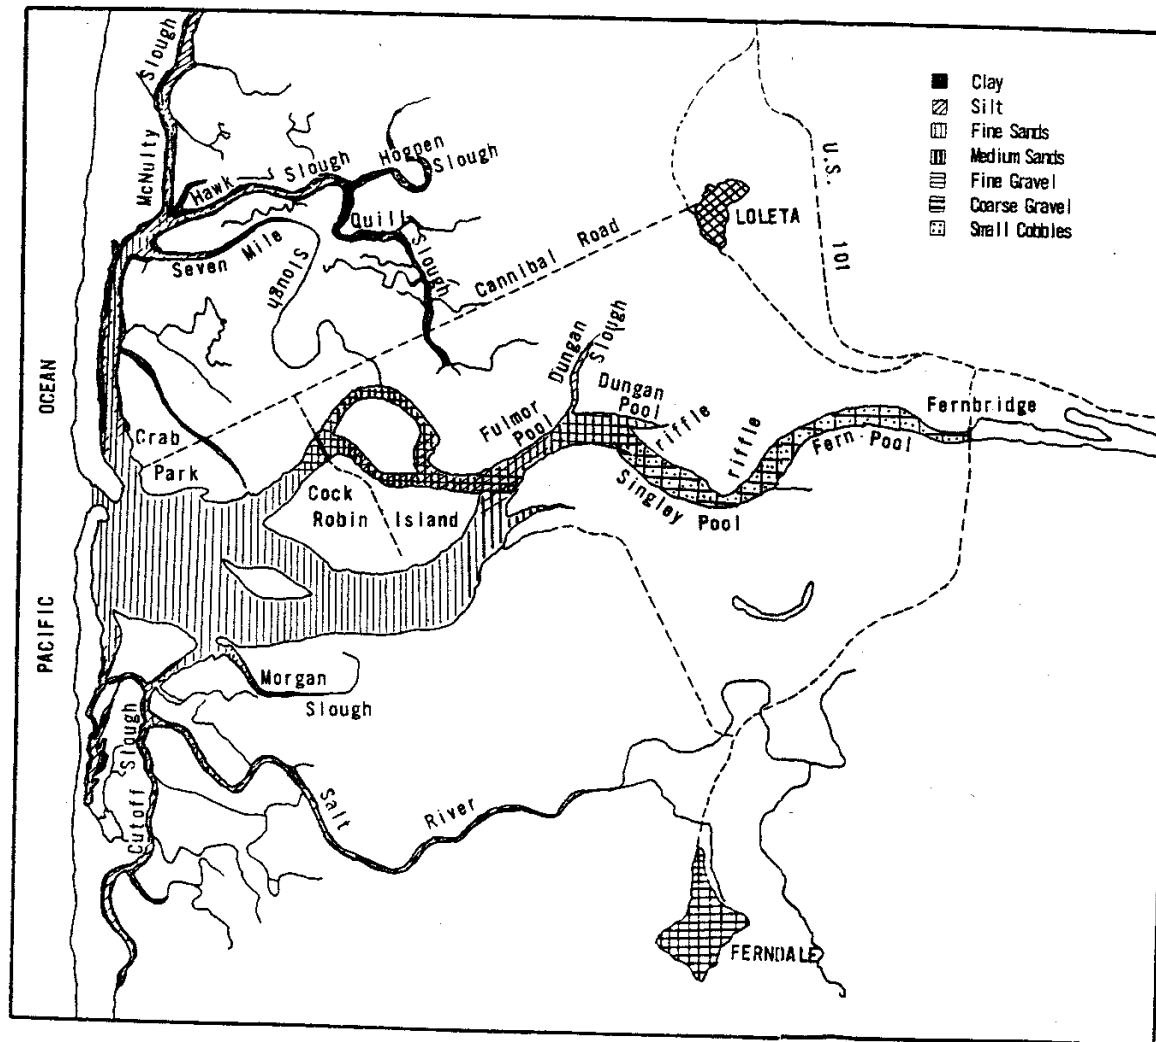 Slough
McNulty
Hawk Slough
Hogpen
Slough
Quill
Slough
Seven Mile
Slough
Cannibal Road
LOLETA
U.S. 101
Clay
Silt
Fine Sands
Medium Sands
Fine Gravel
Coarse Gravel
Small Cobbles
PACIFIC OCEAN
Dungan
Slough
Dungan
Pool
Fulmor
Pool
riffle
riffle
Fernbridge
Fern Pool
Singley Pool
Crab
Park
Cock
Robin Island
Morgan
Slough
Cutoff Slough
Salt River
FERNDALE